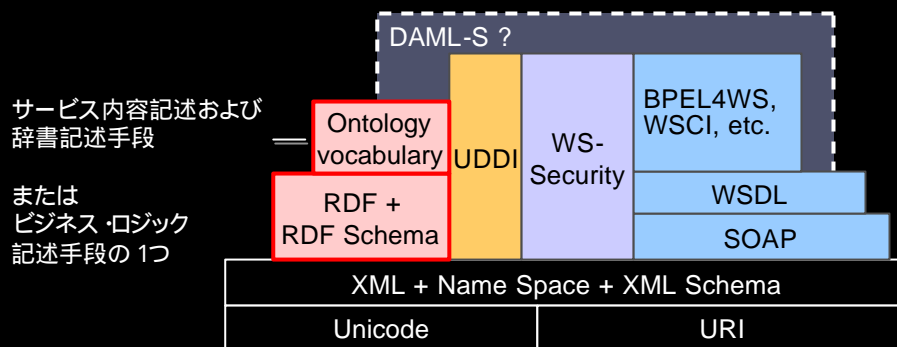 DAML-S ?
サービス内容記述および
辞書記述手段
または
ビジネス・ロジック
記述手段の 1つ
Ontology
vocabulary
RDF +
RDF Schema
UDDI
WS-
Security
BPEL4WS,
WSCI, etc.
WSDL
SOAP
XML + Name Space + XML Schema
Unicode
URI